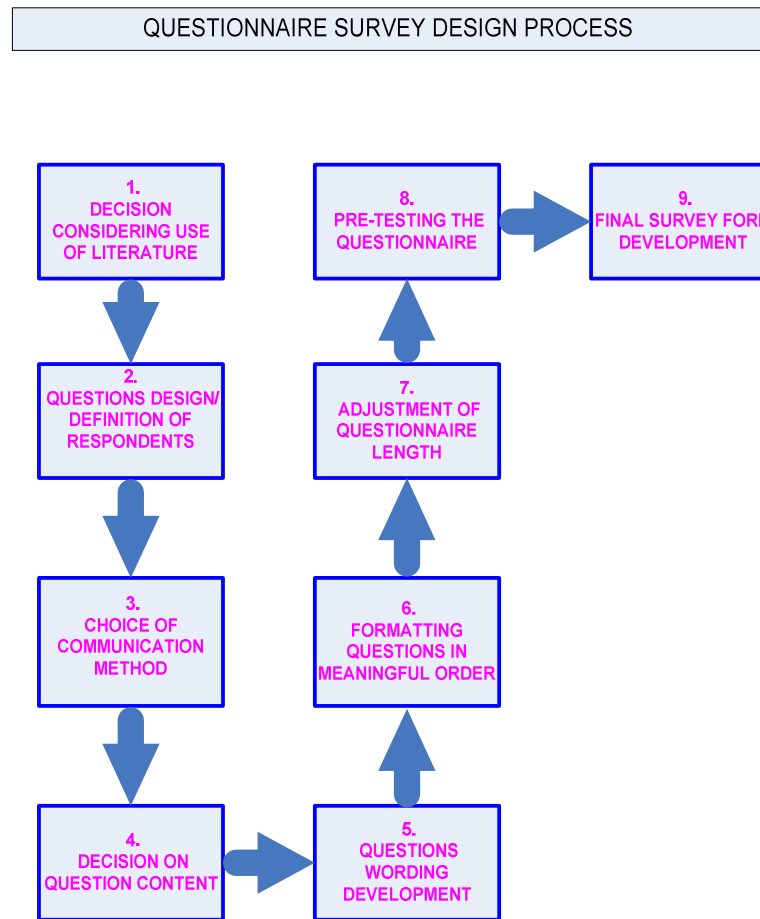 QUESTIONNAIRE SURVEY DESIGN PROCESS
1.
DECISION
CONSIDERING USE
OF LITERATURE
2.
QUESTIONS DESIGN/
DEFINITION OF
RESPONDENTS
3.
CHOICE OF
COMMUNICATION
METHOD
4.
DECISION ON
QUESTION CONTENT
5.
QUESTIONS
WORDING
DEVELOPMENT
6.
FORMATTING
QUESTIONS IN
MEANINGFUL ORDER
7.
ADJUSTMENT OF
QUESTIONNAIRE
LENGTH
8.
PRE-TESTING THE
QUESTIONNAIRE
9.
FINAL SURVEY
DEVELOPMENT